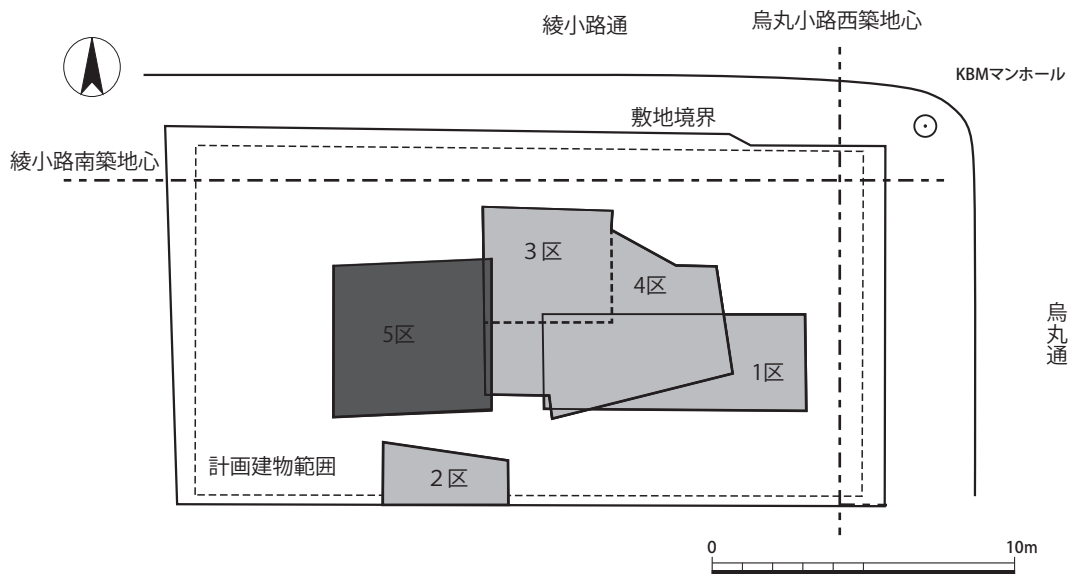 綾小路通
烏丸小路西築地心
KBMマンホール
敷地境界
綾小路南築地心
3区
4区
5区
烏丸通
1区
計画建物範囲
2区
0
10m